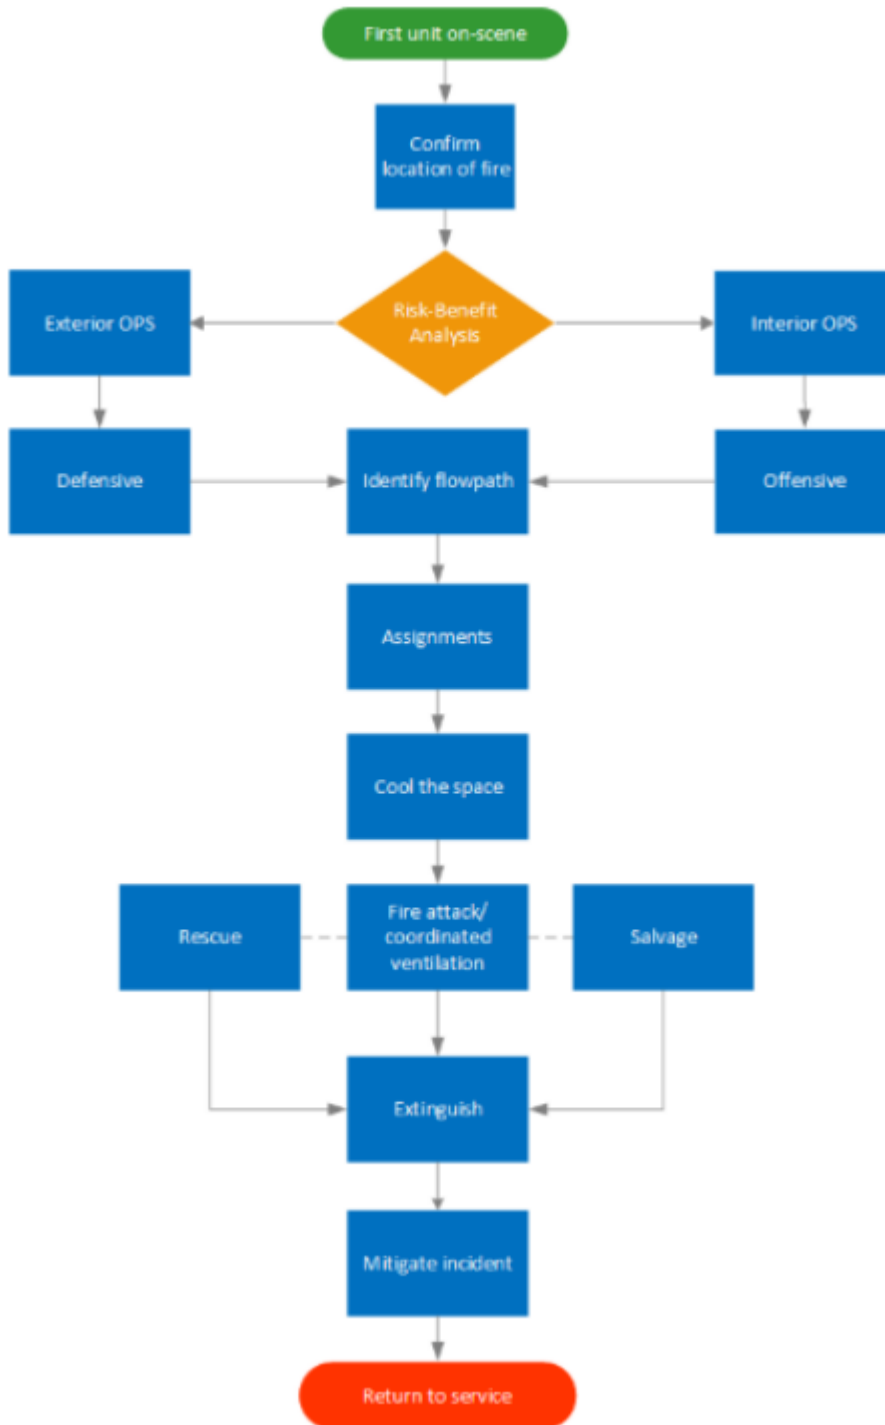 First unit on-scene
Confirm
location of fire
Risk-Benefit
Analysis
Exterior OPS
Interior OPS
Defensive
Identify flowpath
Offensive
Assignments
Cool the space
Rescue
Fire attack/
coordinated
ventilation
Salvage
Extinguish
Mitigate incident
Return to service